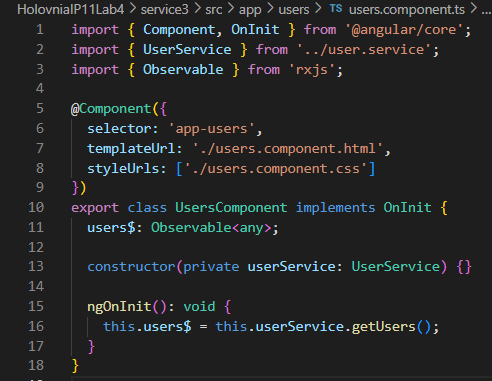 HolovniaIP11Lab4 > service3 > src > app > users > TS users.component.ts > ...
1 import { Component, OnInit } from '@angular/core';
2 import { UserService } from '../user.service';
3 import { Observable } from 'rxjs';
4
5 @Component({
6   selector: 'app-users',
7   templateUrl: './users.component.html',
8   styleUrls: ['./users.component.css']
9 })
10 export class UsersComponent implements OnInit {
11   users$: Observable<any>;
12
13   constructor(private userService: UserService) {}
14
15   ngOnInit(): void {
16     this.users$ = this.userService.getUsers();
17   }
18 }